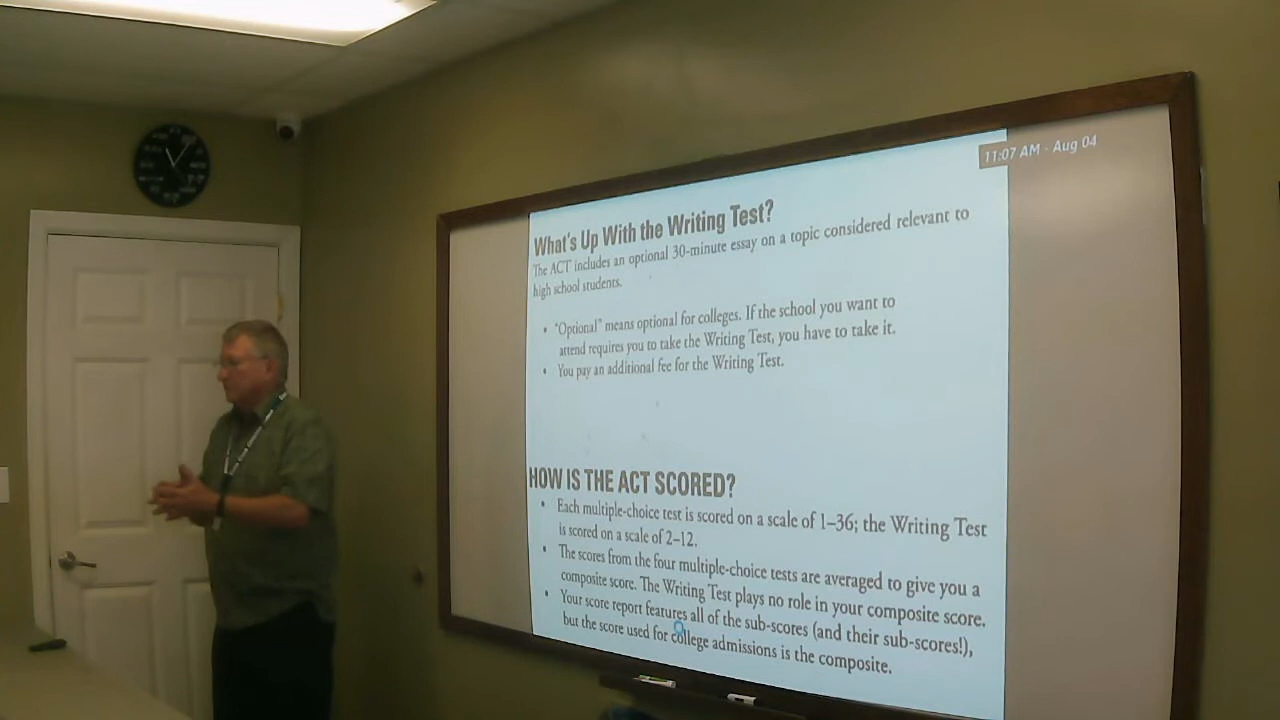 11:07 AM - Aug 04
What's Up With the Writing Test?
The ACT includes an optional 30-minute essay on a topic considered relevant to
high school students.
• "Optional" means optional for colleges. If the school you want to
attend requires you to take the Writing Test, you have to take it.
• You pay an additional fee for the Writing Test.
HOW IS THE ACT SCORED?
• Each multiple-choice test is scored on a scale of 1–36; the Writing Test
is scored on a scale of 2–12.
• The scores from the four multiple-choice tests are averaged to give you a
composite score. The Writing Test plays no role in your composite score.
• Your score report features all of the sub-scores (and their sub-scores!),
but the score used for college admissions is the composite.